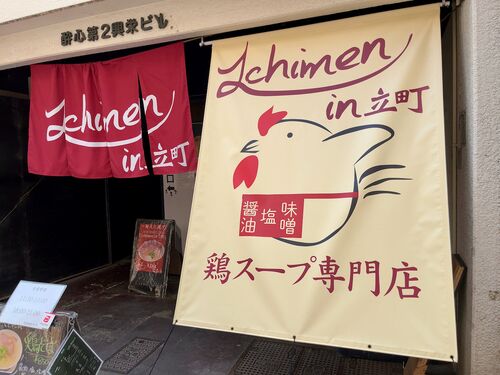 酔心第2興栄ビル
Ichimen
in立町
Ichimen
in立町
醤油
塩
味噌
鶏スープ専門店